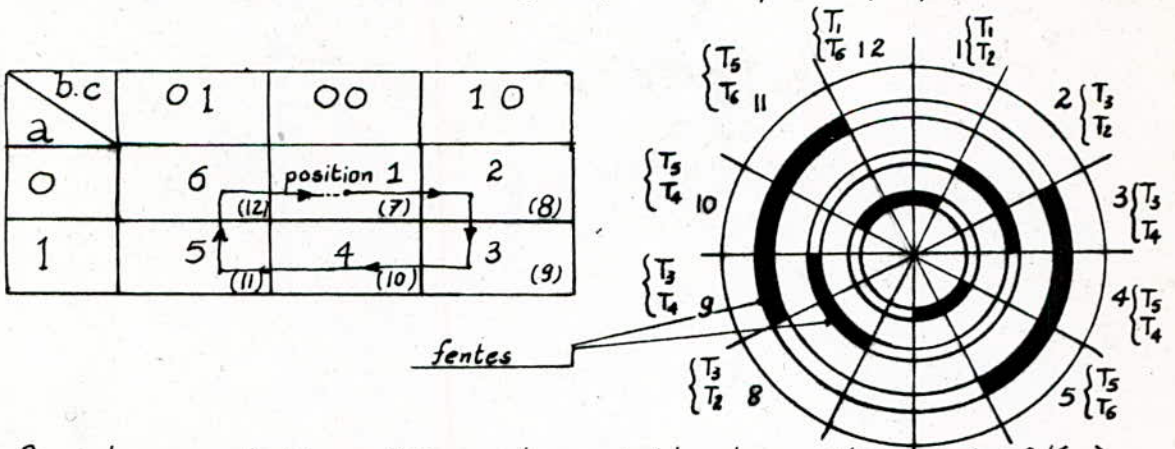 b.c
a
01
00
10
0
6
position 1
2
(12)
(7)
(8)
1
5
4
3
(11)
(10)
(9)
fentes
{T1 T6 12
1 {T1 T2
{T5 T6 11
2 {T3 T2
{T5 T4 10
3 {T3 T4
{T3 T4 9
4 {T5 T4
{T3 T2 8
5 {T5 T6